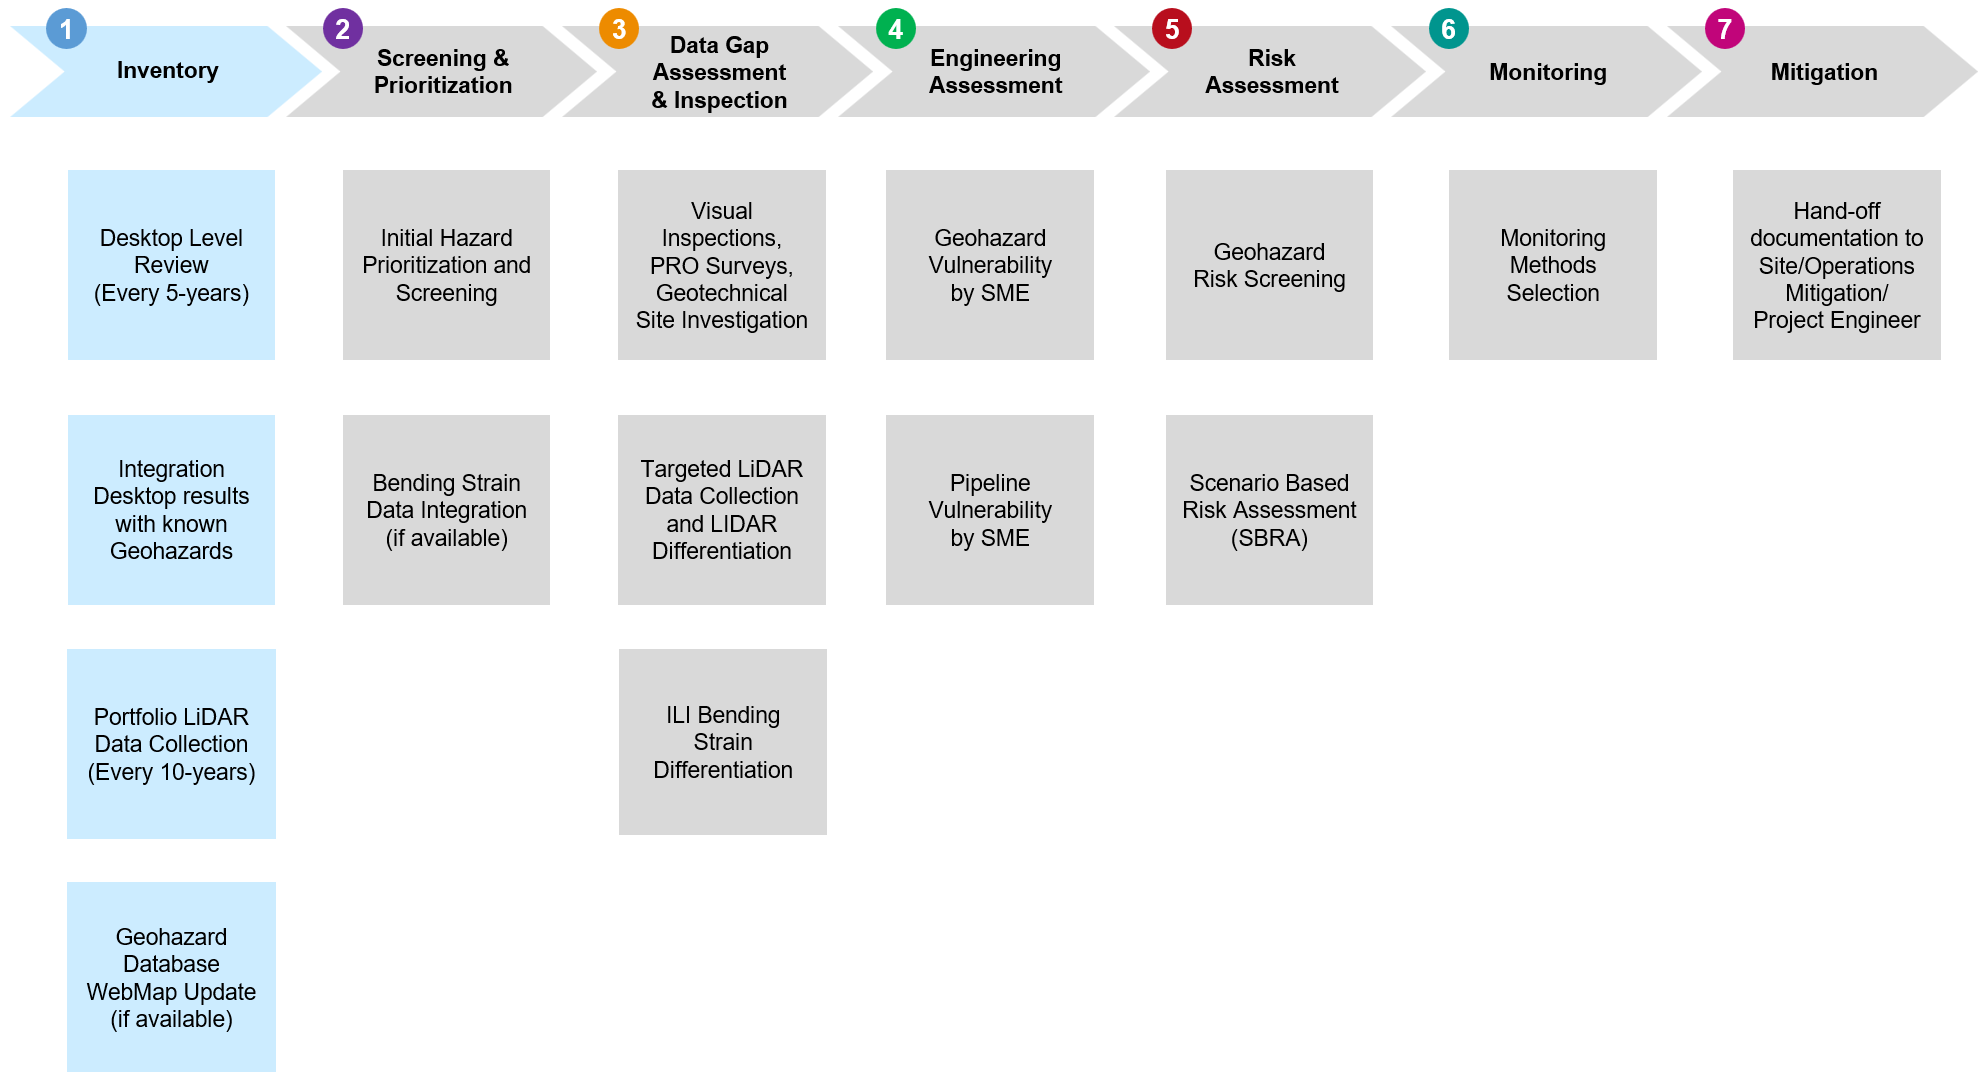 1
Inventory
2
Screening &
Prioritization
3
Data Gap
Assessment
& Inspection
4
Engineering
Assessment
5
Risk
Assessment
6
Monitoring
7
Mitigation
Desktop Level
Review
(Every 5-years)
Initial Hazard
Prioritization and
Screening
Visual
Inspections,
PRO Surveys,
Geotechnical
Site Investigation
Geohazard
Vulnerability
by SME
Geohazard
Risk Screening
Monitoring
Methods
Selection
Hand-off
documentation to
Site/Operations
Mitigation/
Project Engineer
Integration
Desktop results
with known
Geohazards
Bending Strain
Data Integration
(if available)
Targeted LiDAR
Data Collection
and LIDAR
Differentiation
Pipeline
Vulnerability
by SME
Scenario Based
Risk Assessment
(SBRA)
Portfolio LiDAR
Data Collection
(Every 10-years)
ILI Bending
Strain
Differentiation
Geohazard
Database
WebMap Update
(if available)